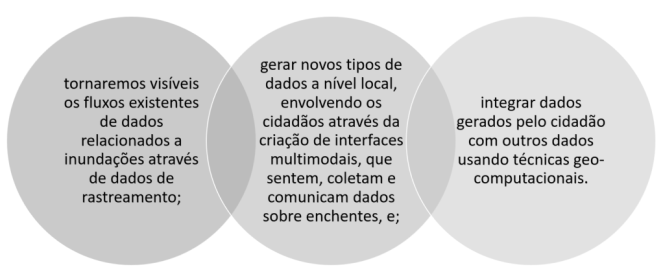 tornaremos visíveis
os fluxos existentes
de dados
relacionados a
inundações através
de dados de
rastreamento;
gerar novos tipos de
dados a nível local,
envolvendo os
cidadãos através da
criação de interfaces
multimodais, que
sentem, coletam e
comunicam dados
sobre enchentes, e;
integrar dados
gerados pelo cidadão
com outros dados
usando técnicas geo-
computacionais.